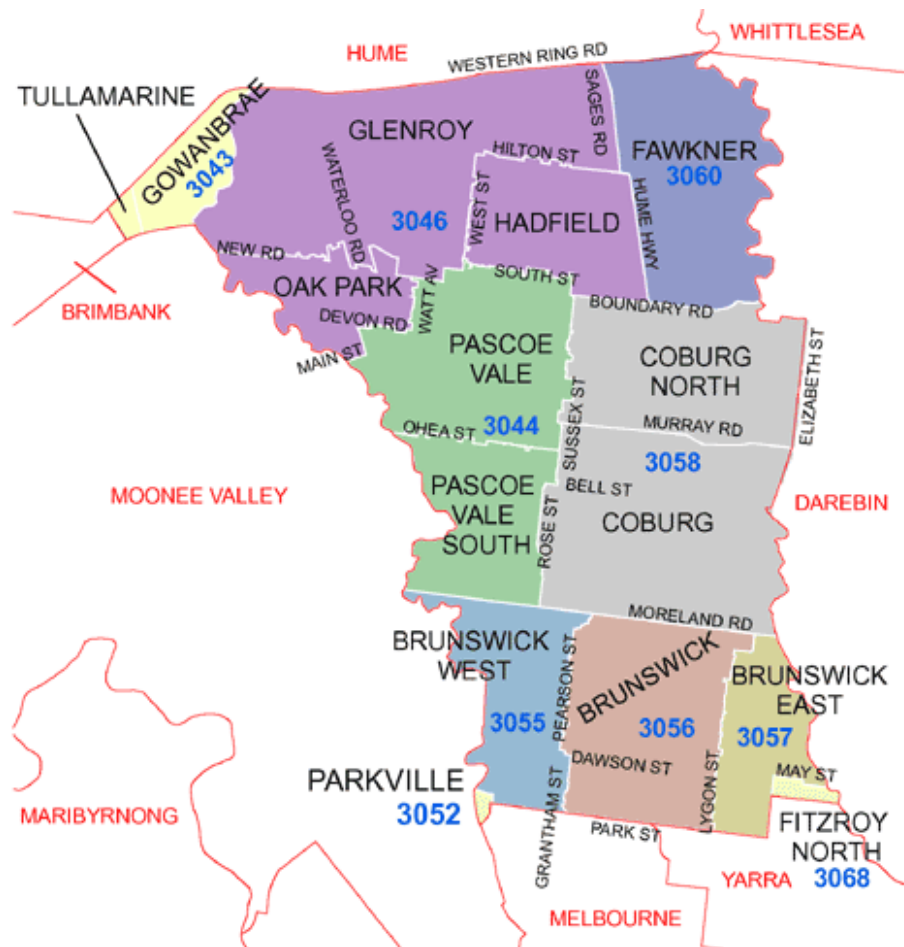 WHITTLESEA
HUME
WESTERN RING RD
TULLAMARINE
GOWANBRAE
3043
GLENROY
SAGES RD
HILTON ST
FAWKNER
3060
WATERLOO RD
3046
WEST ST
HADFIELD
HUME HWY
NEW RD
OAK PARK
WATT AV
SOUTH ST
BOUNDARY RD
BRIMBANK
DEVON RD
MAIN ST
PASCOE
VALE
COBURG
NORTH
ELIZABETH ST
3044
SUSSEX ST
MURRAY RD
OHEA ST
3058
MOONEE VALLEY
PASCOE
VALE
SOUTH
ROSE ST
BELL ST
COBURG
DAREBIN
MORELAND RD
BRUNSWICK
WEST
PEARSON ST
BRUNSWICK
BRUNSWICK
EAST
3055
3056
3057
DAWSON ST
LYGON ST
MAY ST
PARKVILLE
3052
GRANTHAM ST
PARK ST
MARIBYRNONG
FITZROY
NORTH
3068
YARRA
MELBOURNE